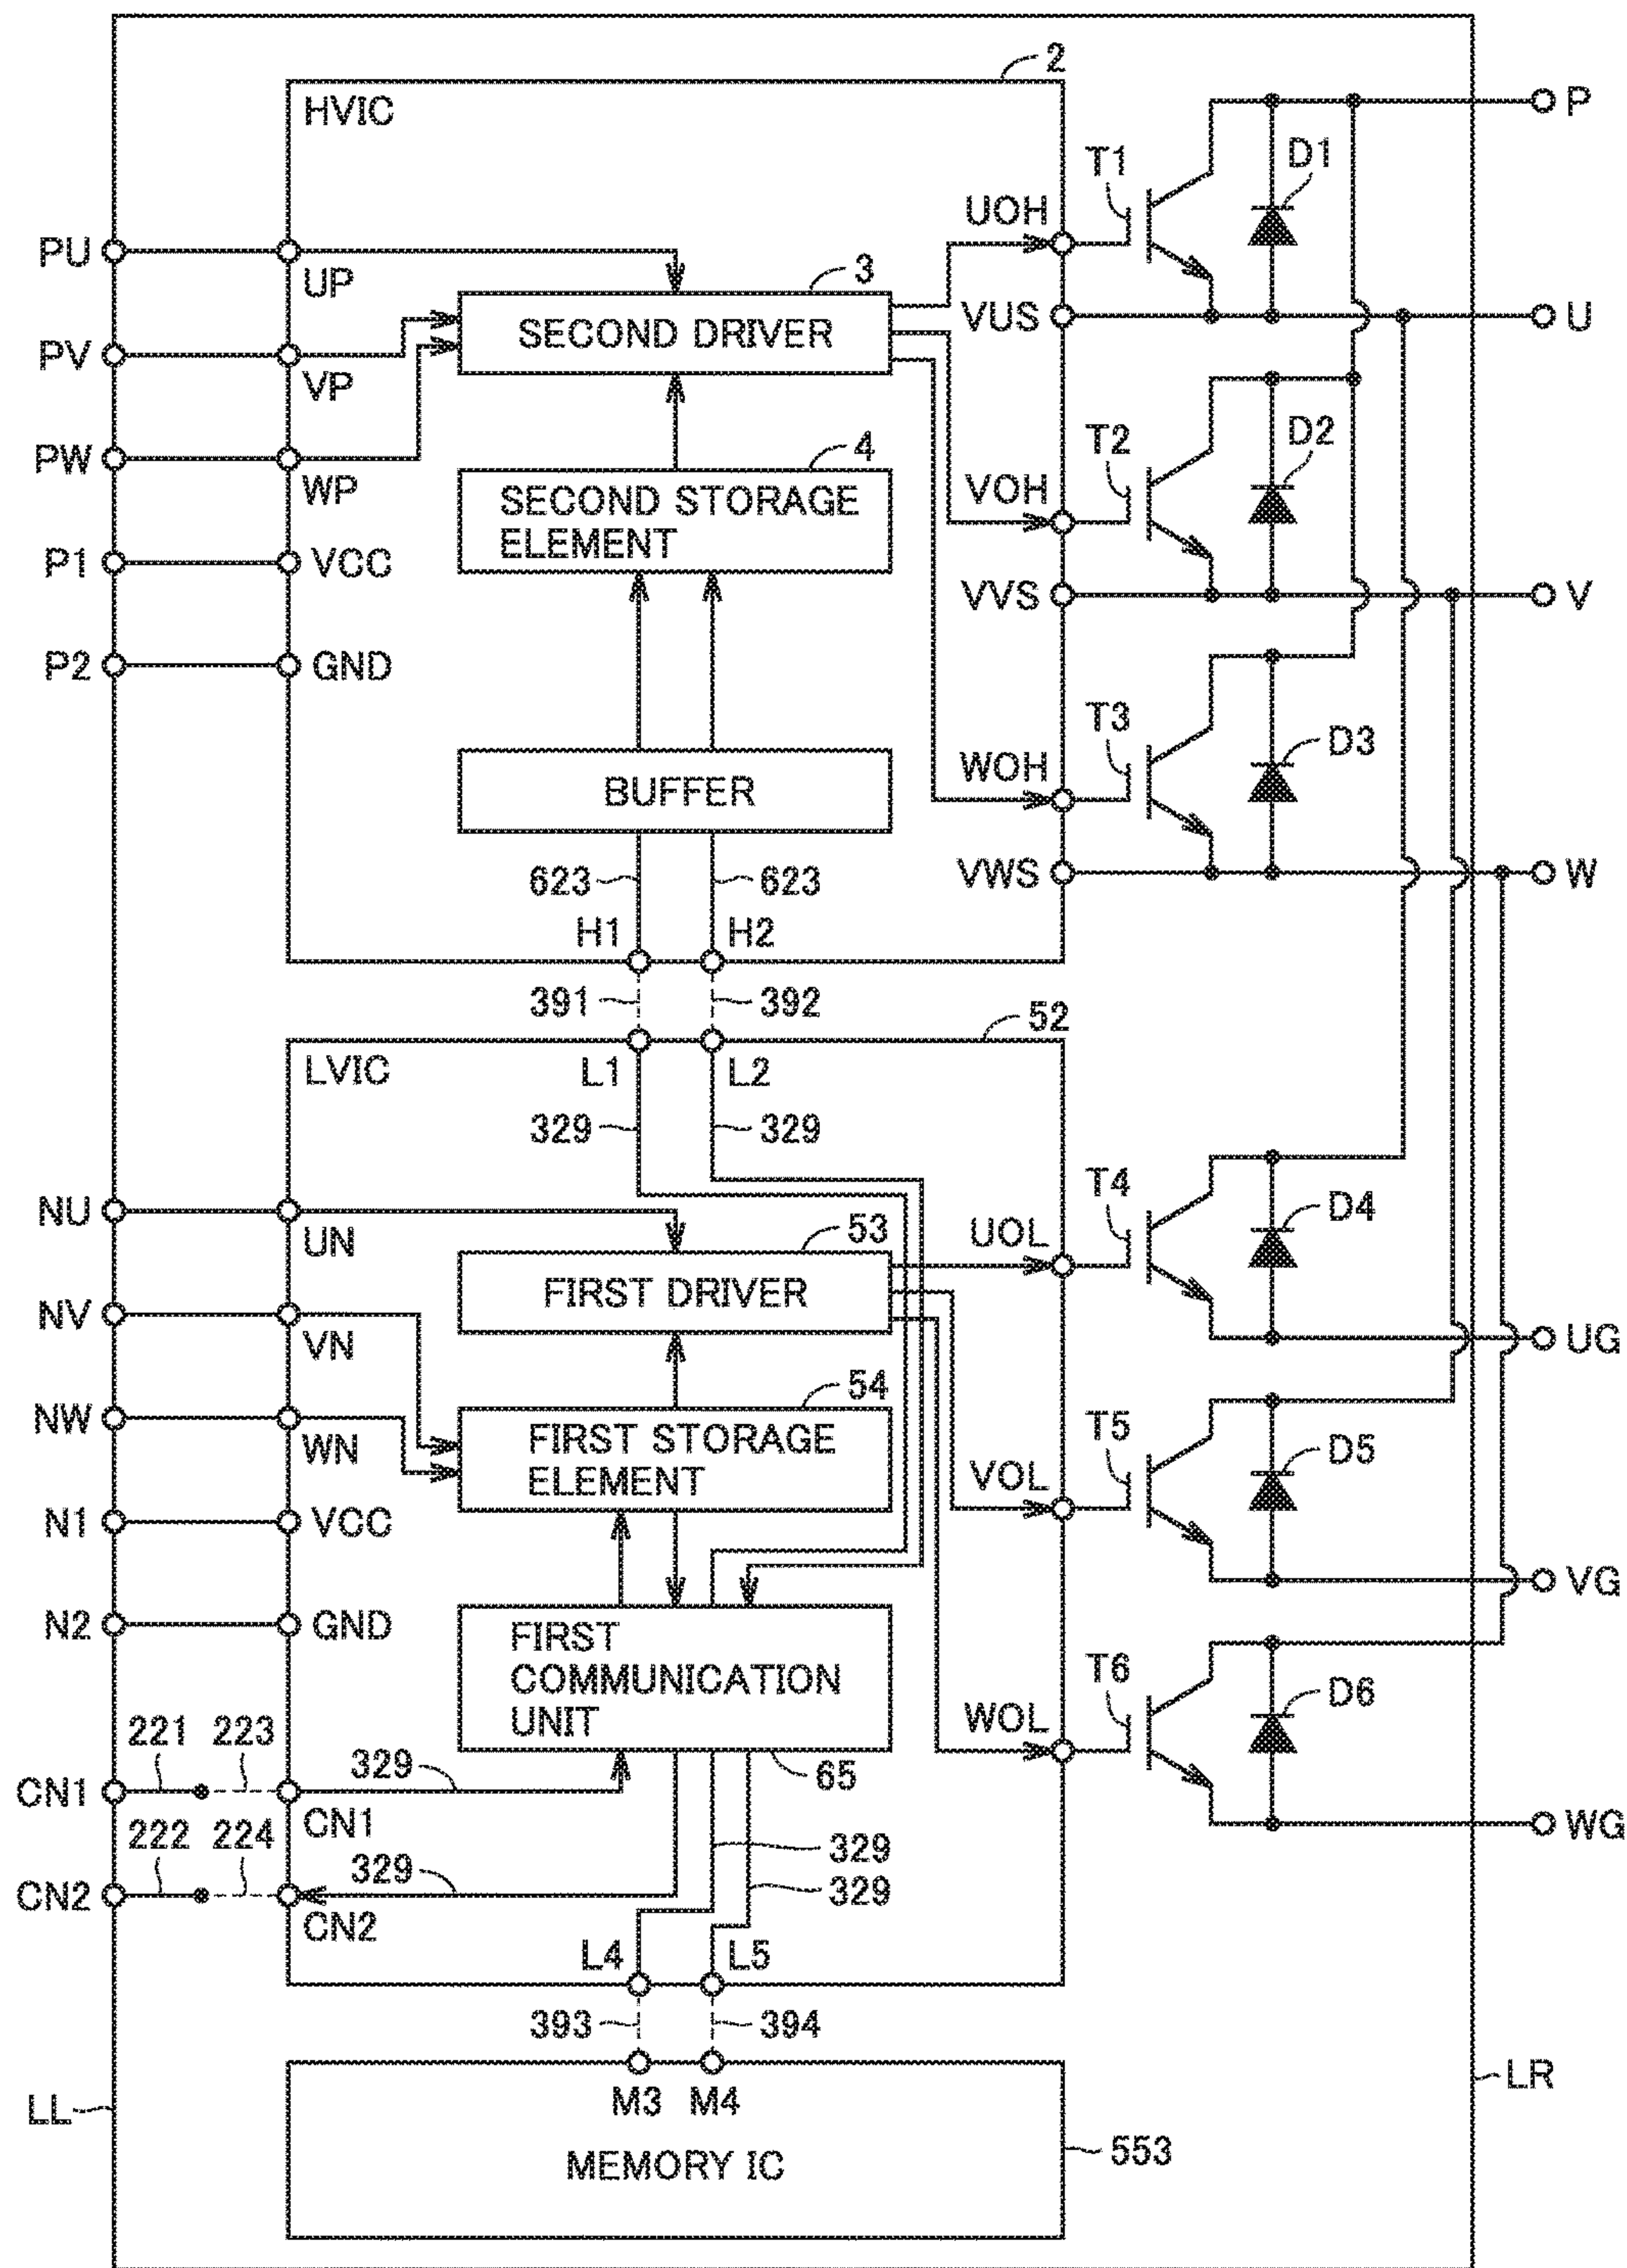 2
HVIC
P
T1
D1
UOH
PU
UP
3
SECOND DRIVER
VUS
U
PV
VP
PW
WP
4
SECOND STORAGE
ELEMENT
T2
D2
VOH
P1
VCC
VVS
V
P2
GND
T3
D3
WOH
BUFFER
623
623
VWS
W
H1
H2
391
392
52
LVIC
L1
L2
329
329
T4
D4
NU
UN
53
UOL
FIRST DRIVER
NV
VN
UG
54
NW
WN
FIRST STORAGE
ELEMENT
T5
D5
VOL
N1
VCC
VG
N2
GND
FIRST
COMMUNICATION
UNIT
T6
D6
WOL
221
223
329
65
CN1
CN1
WG
222
224
329
329
329
CN2
CN2
L4
L5
393
394
M3
M4
LL
LR
MEMORY IC
553